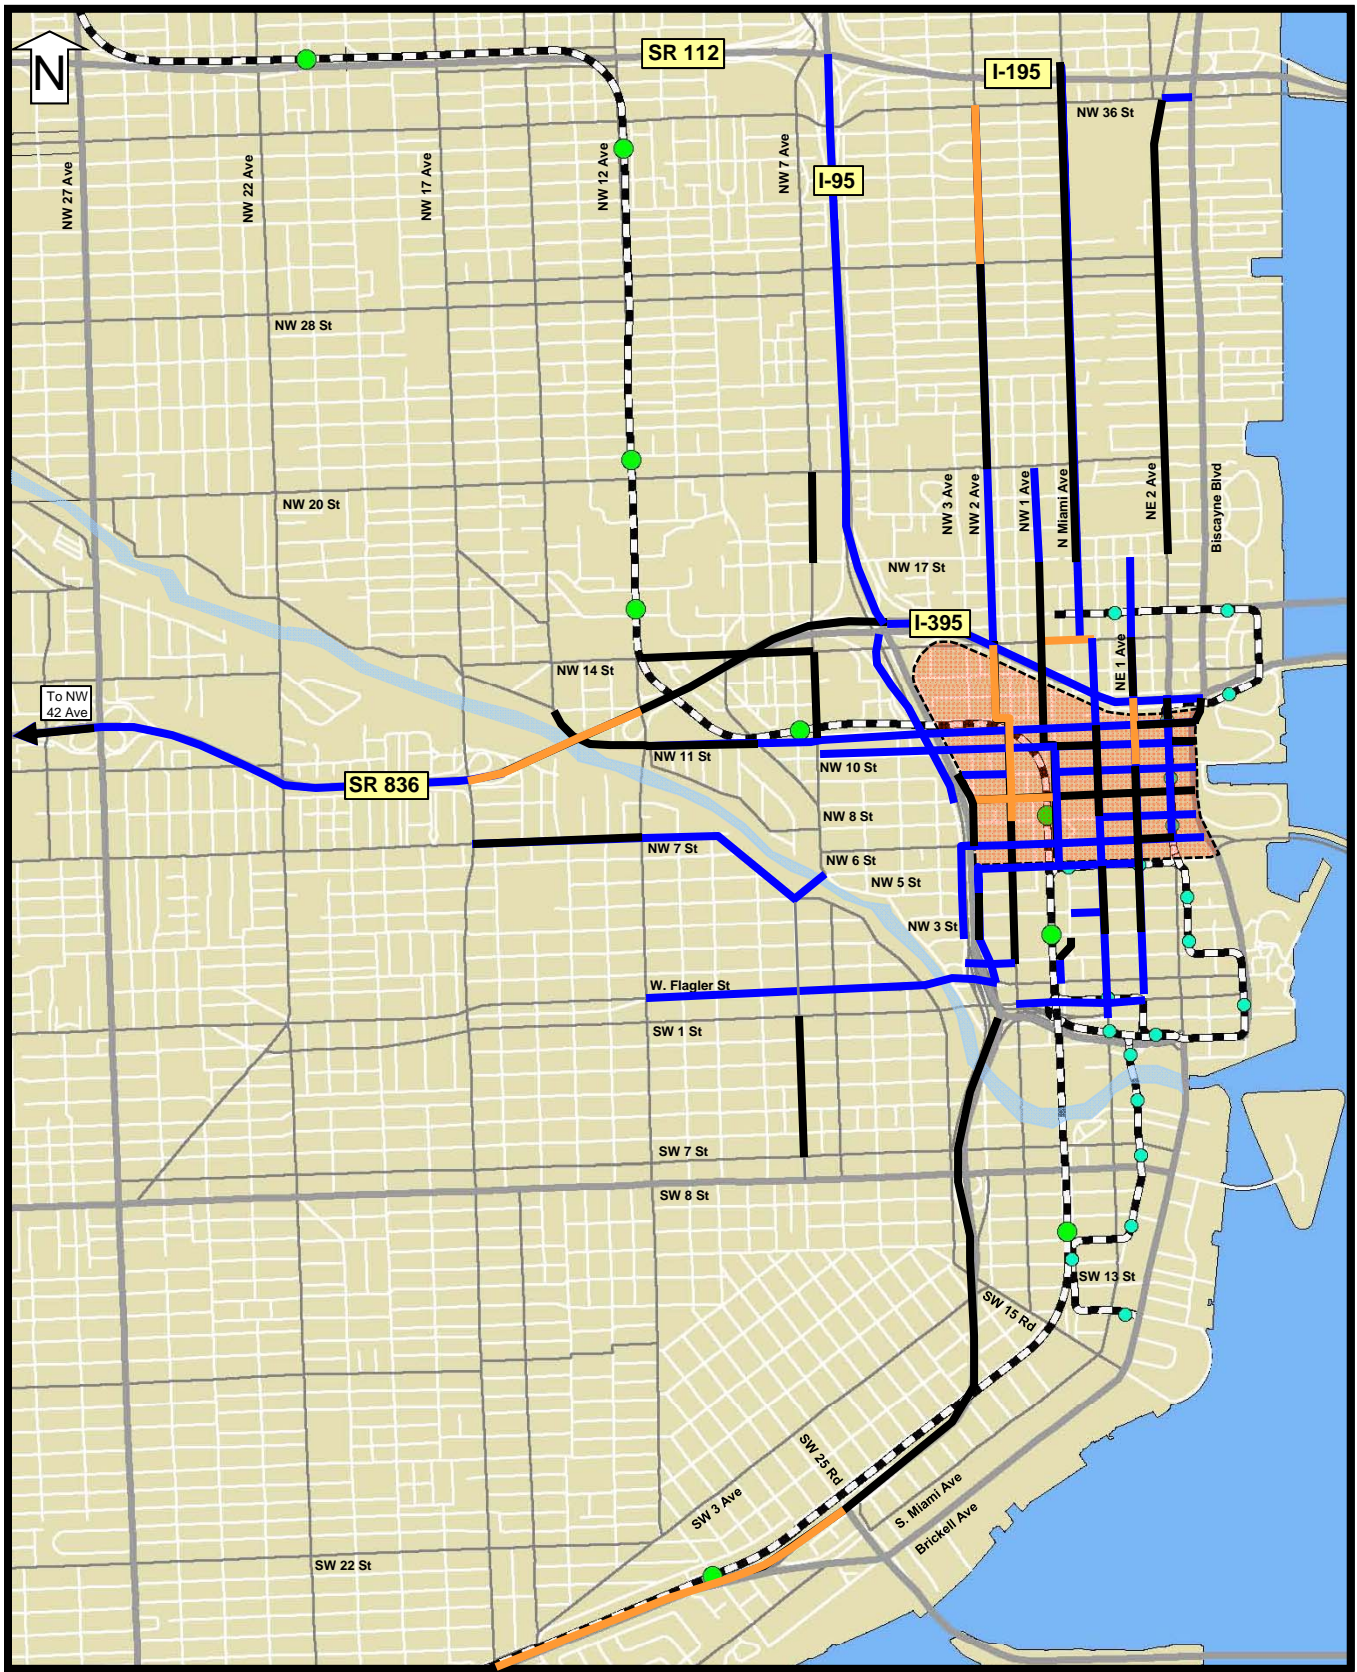 N
SR 112
I-195
NW 36 St
NW 27 Ave
NW 22 Ave
NW 17 Ave
NW 12 Ave
NW 7 Ave
I-95
NW 28 St
NW 20 St
NW 3 Ave
NW 2 Ave
NW 1 Ave
N Miami Ave
NE 2 Ave
Biscayne Blvd
NW 17 St
I-395
NE 1 Ave
NW 14 St
To NW
42 Ave
NW 11 St
NW 10 St
SR 836
NW 8 St
NW 7 St
NW 6 St
NW 5 St
NW 3 St
W. Flagler St
SW 1 St
SW 7 St
SW 8 St
SW 13 St
SW 15 Rd
SW 25 Rd
SW 3 Ave
S. Miami Ave
Brickell Ave
SW 22 St